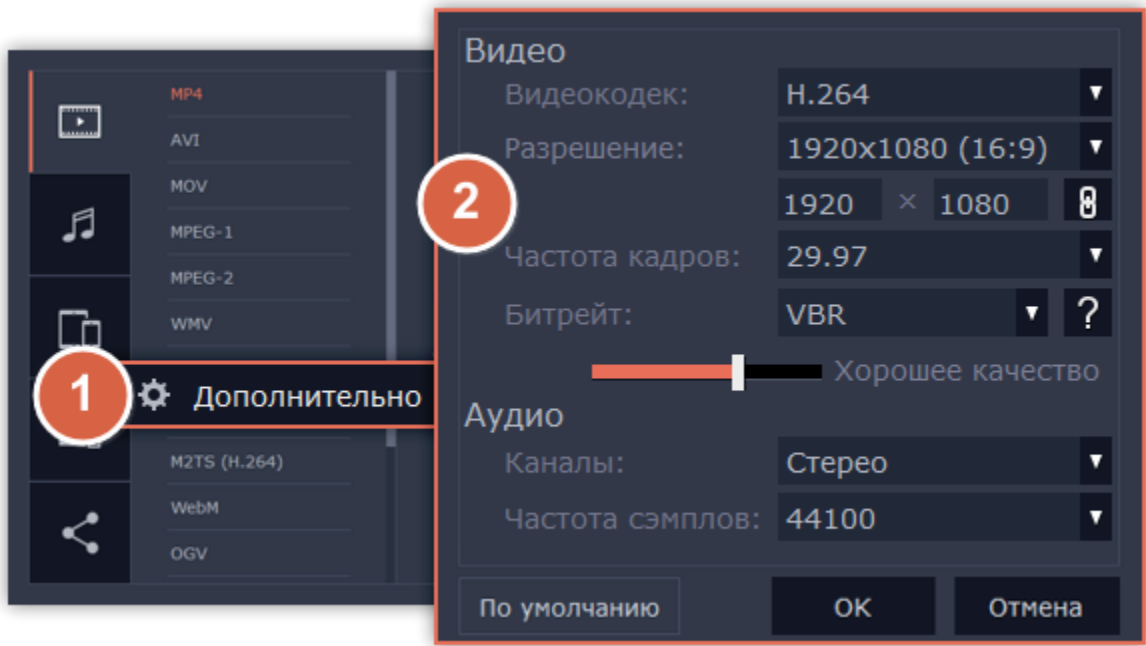 MP4
AVI
MOV
MPEG-1
MPEG-2
WMV
1
Дополнительно
M2TS (H.264)
WebM
OGV
2
Видео
Видеокодек: H.264
Разрешение: 1920x1080 (16:9)
1920 × 1080
Частота кадров: 29.97
Битрейт: VBR ?
Хорошее качество
Аудио
Каналы: Стерео
Частота сэмплов: 44100
По умолчанию OK Отмена